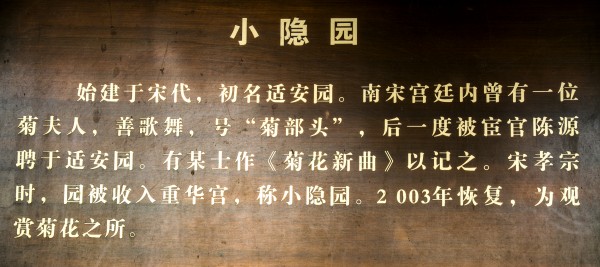 小隐园
始建于宋代，初名适安园。南宋宫廷内曾有一位
菊夫人，善歌舞，号“菊部头”，后一度被宦官陈源
聘于适安园。有某士作《菊花新曲》以记之。宋孝宗
时，园被收入重华宫，称小隐园。2 003年恢复，为观
赏菊花之所。